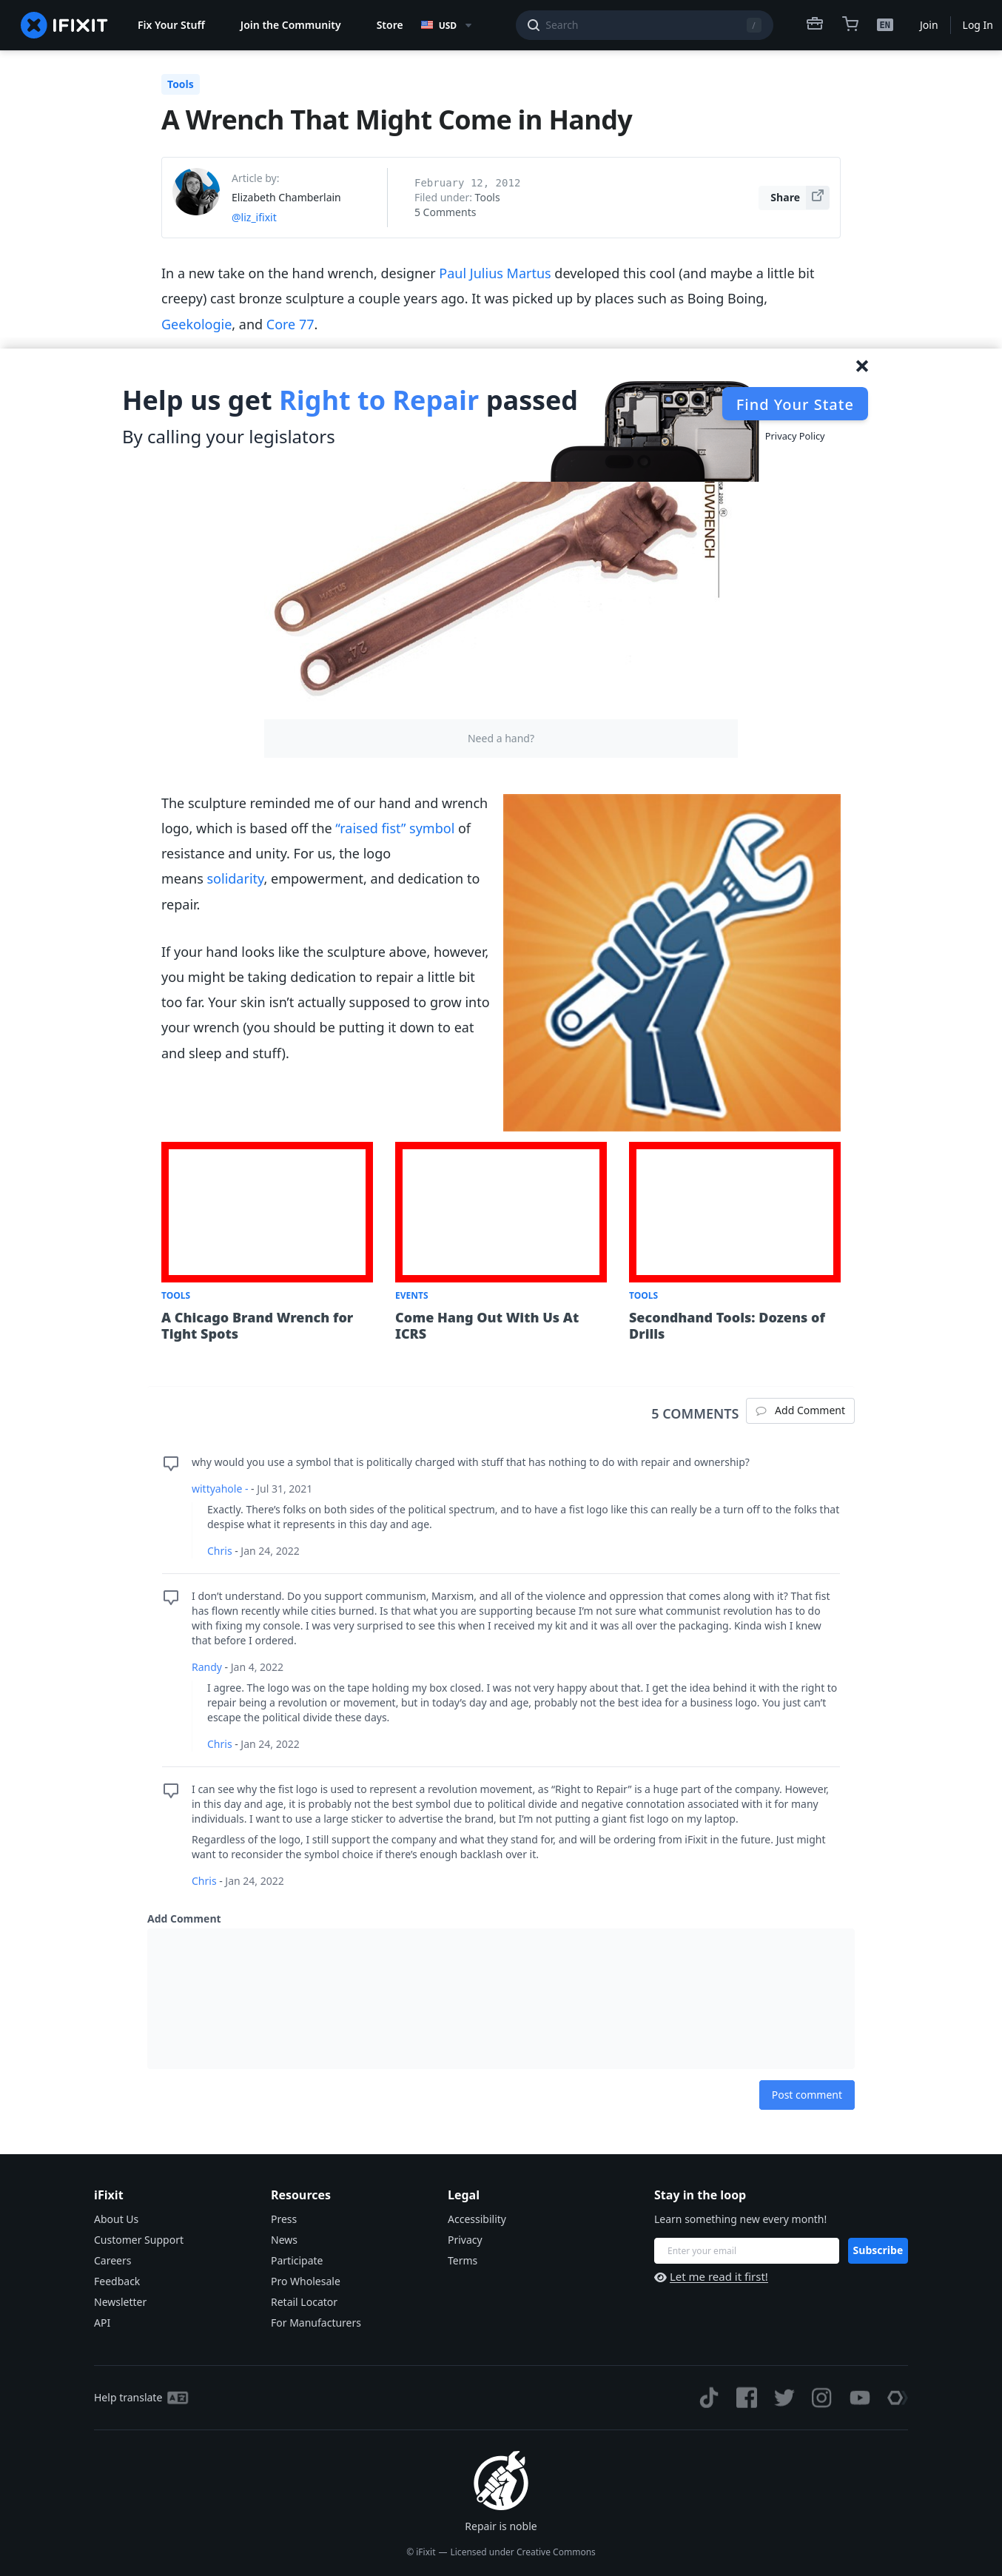 IFIXIT
Fix Your Stuff
Join the Community
Store
USD
Search
/
EN
Join
Log In
Tools
A Wrench That Might Come in Handy
Article by:
Elizabeth Chamberlain
@liz_ifixit
February 12, 2012
Filed under: Tools
5 Comments
Share
In a new take on the hand wrench, designer Paul Julius Martus developed this cool (and maybe a little bit
creepy) cast bronze sculpture a couple years ago. It was picked up by places such as Boing Boing,
Geekologie, and Core 77.
Help us get Right to Repair passed
By calling your legislators
Find Your State
Privacy Policy
MARTUS
24"
Need a hand?
The sculpture reminded me of our hand and wrench
logo, which is based off the “raised fist” symbol of
resistance and unity. For us, the logo
means solidarity, empowerment, and dedication to
repair.
If your hand looks like the sculpture above, however,
you might be taking dedication to repair a little bit
too far. Your skin isn’t actually supposed to grow into
your wrench (you should be putting it down to eat
and sleep and stuff).
TOOLS
A Chicago Brand Wrench for
Tight Spots
EVENTS
Come Hang Out With Us At
ICRS
TOOLS
Secondhand Tools: Dozens of
Drills
5 COMMENTS
Add Comment
why would you use a symbol that is politically charged with stuff that has nothing to do with repair and ownership?
wittyahole - - Jul 31, 2021
Exactly. There’s folks on both sides of the political spectrum, and to have a fist logo like this can really be a turn off to the folks that
despise what it represents in this day and age.
Chris - Jan 24, 2022
I don’t understand. Do you support communism, Marxism, and all of the violence and oppression that comes along with it? That fist
has flown recently while cities burned. Is that what you are supporting because I’m not sure what communist revolution has to do
with fixing my console. I was very surprised to see this when I received my kit and it was all over the packaging. Kinda wish I knew
that before I ordered.
Randy - Jan 4, 2022
I agree. The logo was on the tape holding my box closed. I was not very happy about that. I get the idea behind it with the right to
repair being a revolution or movement, but in today’s day and age, probably not the best idea for a business logo. You just can’t
escape the political divide these days.
Chris - Jan 24, 2022
I can see why the fist logo is used to represent a revolution movement, as “Right to Repair” is a huge part of the company. However,
in this day and age, it is probably not the best symbol due to political divide and negative connotation associated with it for many
individuals. I want to use a large sticker to advertise the brand, but I’m not putting a giant fist logo on my laptop.
Regardless of the logo, I still support the company and what they stand for, and will be ordering from iFixit in the future. Just might
want to reconsider the symbol choice if there’s enough backlash over it.
Chris - Jan 24, 2022
Add Comment
Post comment
iFixit
About Us
Customer Support
Careers
Feedback
Newsletter
API
Resources
Press
News
Participate
Pro Wholesale
Retail Locator
For Manufacturers
Legal
Accessibility
Privacy
Terms
Stay in the loop
Learn something new every month!
Enter your email
Subscribe
Let me read it first!
Help translate
Repair is noble
© iFixit — Licensed under Creative Commons